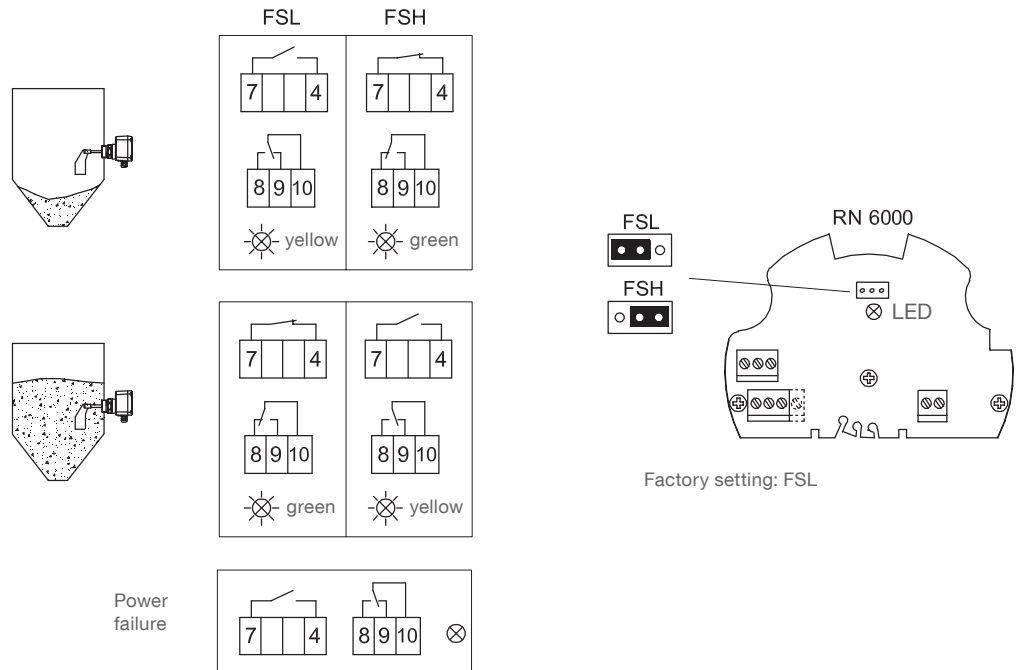 FSL FSH
7 4 7 4
8 9 10 8 9 10
yellow green
7 4 7 4
8 9 10 8 9 10
green yellow
Power
failure
7 4 8 9 10
RN 6000
FSL
FSH
LED
Factory setting: FSL